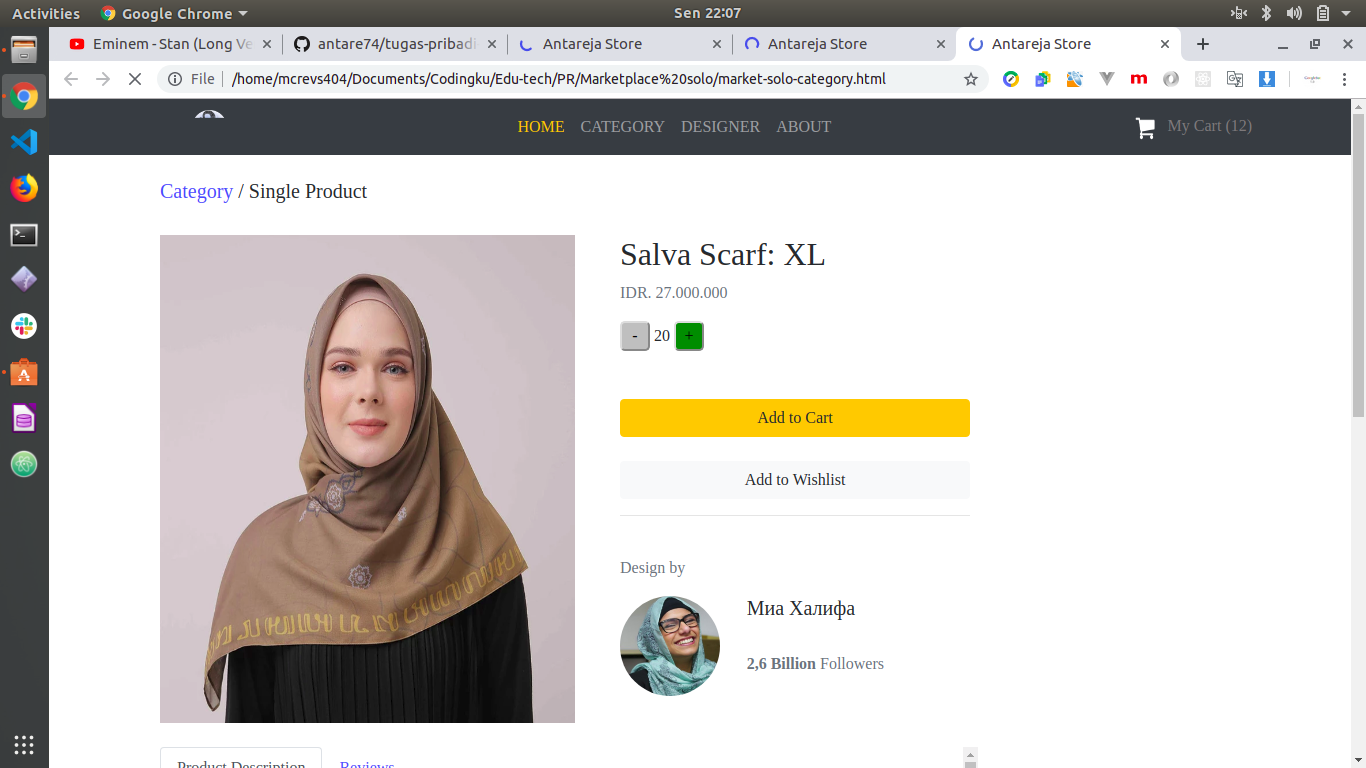 Activities Google Chrome Sen 22:07
Eminem - Stan (Long Ve antare74/tugas-pribadi Antareja Store Antareja Store Antareja Store
File /home/mcrevs404/Documents/Codingku/Edu-tech/PR/Marketplace%20solo/market-solo-category.html
HOME CATEGORY DESIGNER ABOUT My Cart (12)
Category / Single Product
Salva Scarf: XL
IDR. 27.000.000
- 20 +
Add to Cart
Add to Wishlist
Design by
Миа Халифа
2,6 Billion Followers
Product Description Reviews